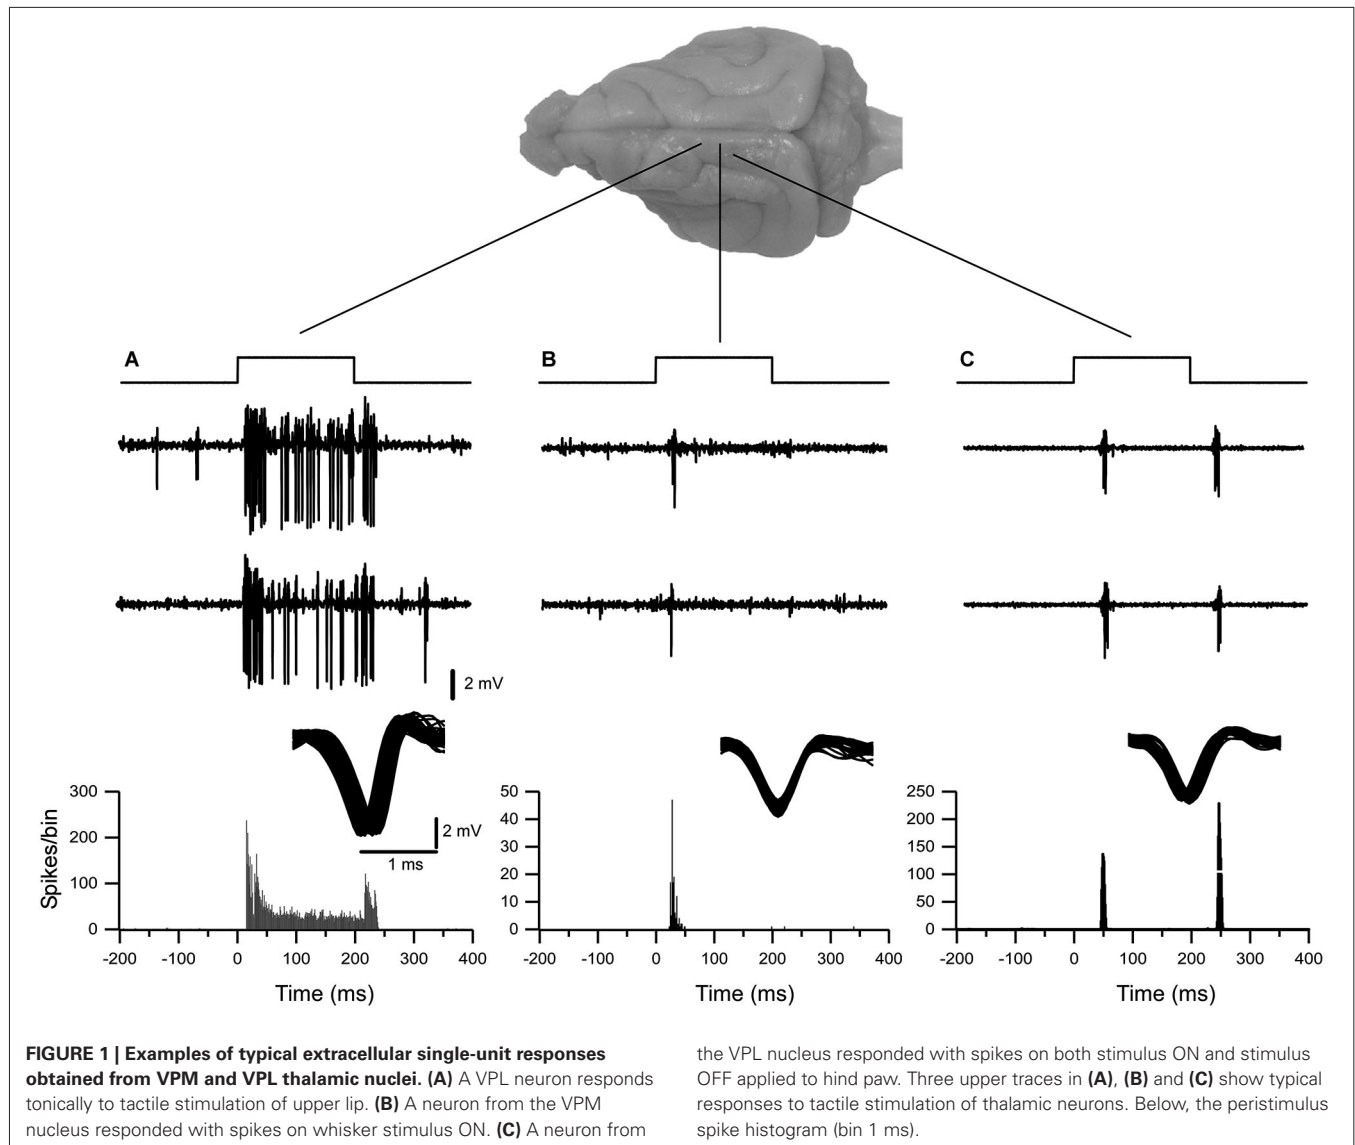 A
B
C
2 mV
2 mV
1 ms
Spikes/bin
300
200
100
0
-200 -100 0 100 200 300 400
Time (ms)
50
40
30
20
10
0
-200 -100 0 100 200 300 400
Time (ms)
250
200
150
100
50
0
-200 -100 0 100 200 300 400
Time (ms)
FIGURE 1 | Examples of typical extracellular single-unit responses
obtained from VPM and VPL thalamic nuclei. (A) A VPL neuron responds
tonically to tactile stimulation of upper lip. (B) A neuron from the VPM
nucleus responded with spikes on whisker stimulus ON. (C) A neuron from
the VPL nucleus responded with spikes on both stimulus ON and stimulus
OFF applied to hind paw. Three upper traces in (A), (B) and (C) show typical
responses to tactile stimulation of thalamic neurons. Below, the peristimulus
spike histogram (bin 1 ms).